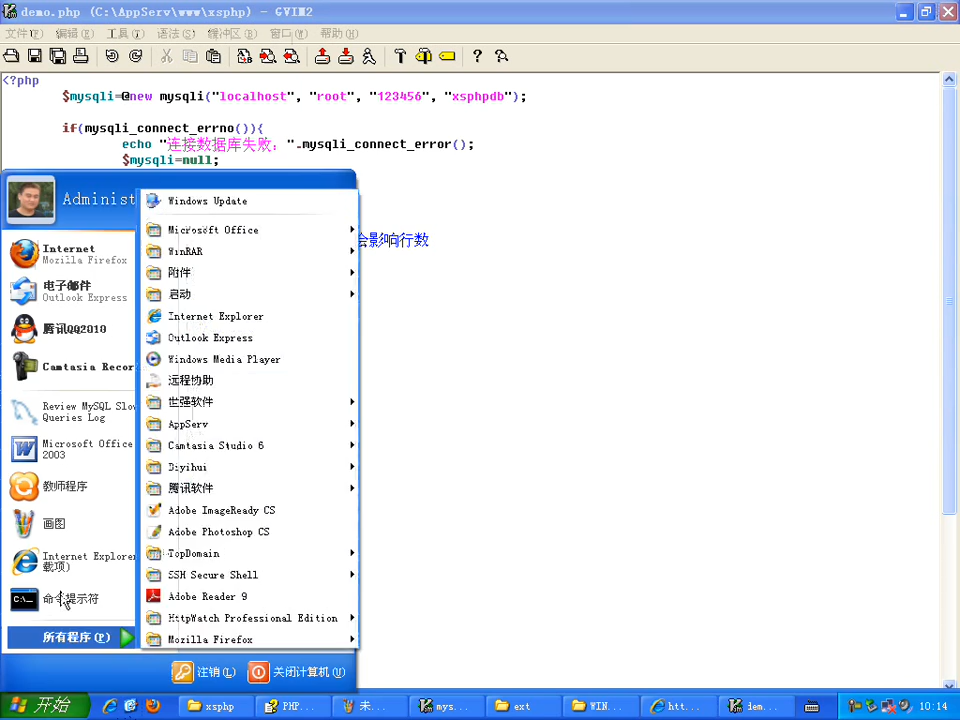 demo.php (C:\AppServ\www\xsphp) - GVIM2
文件(F) 编辑(E) 工具(T) 语法(S) 缓冲区(B) 窗口(W) 帮助(H)
<?php
$mysqli=@new mysqli("localhost", "root", "123456", "xsphpdb");
if(mysqli_connect_errno()){
echo "连接数据库失败: ".mysqli_connect_error();
$mysqli=null;
会影响行数
Administ
Internet
Mozilla Firefox
电子邮件
Outlook Express
腾讯QQ2010
Camtasia Recor
Review MySQL Slow
Queries Log
Microsoft Office
2003
教师程序
画图
Internet Explorer
载项)
命令提示符
所有程序(P)
Windows Update
Microsoft Office
WinRAR
附件
启动
Internet Explorer
Outlook Express
Windows Media Player
远程协助
世强软件
AppServ
Camtasia Studio 6
Diyihui
腾讯软件
Adobe ImageReady CS
Adobe Photoshop CS
TopDomain
SSH Secure Shell
Adobe Reader 9
HttpWatch Professional Edition
Mozilla Firefox
注销(L) 关闭计算机(U)
开始 xsphp PHP... 未... mys... ext WIN... htt... dem... 10:14